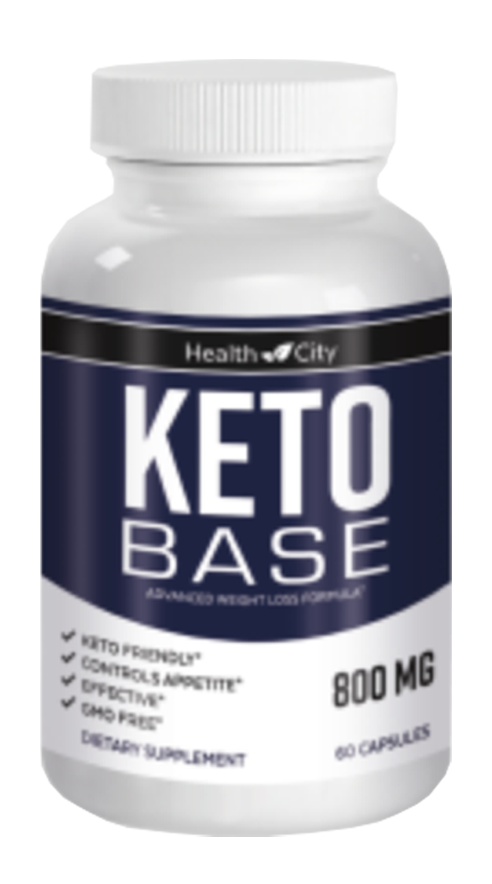 Health City
KETO
BASE
ADVANCED WEIGHT LOSS FORMULA*
✓ KETO FRIENDLY*
✓ CONTROLS APPETITE*
✓ EFFECTIVE*
✓ GMO FREE*
DIETARY SUPPLEMENT
800 MG
60 CAPSULES